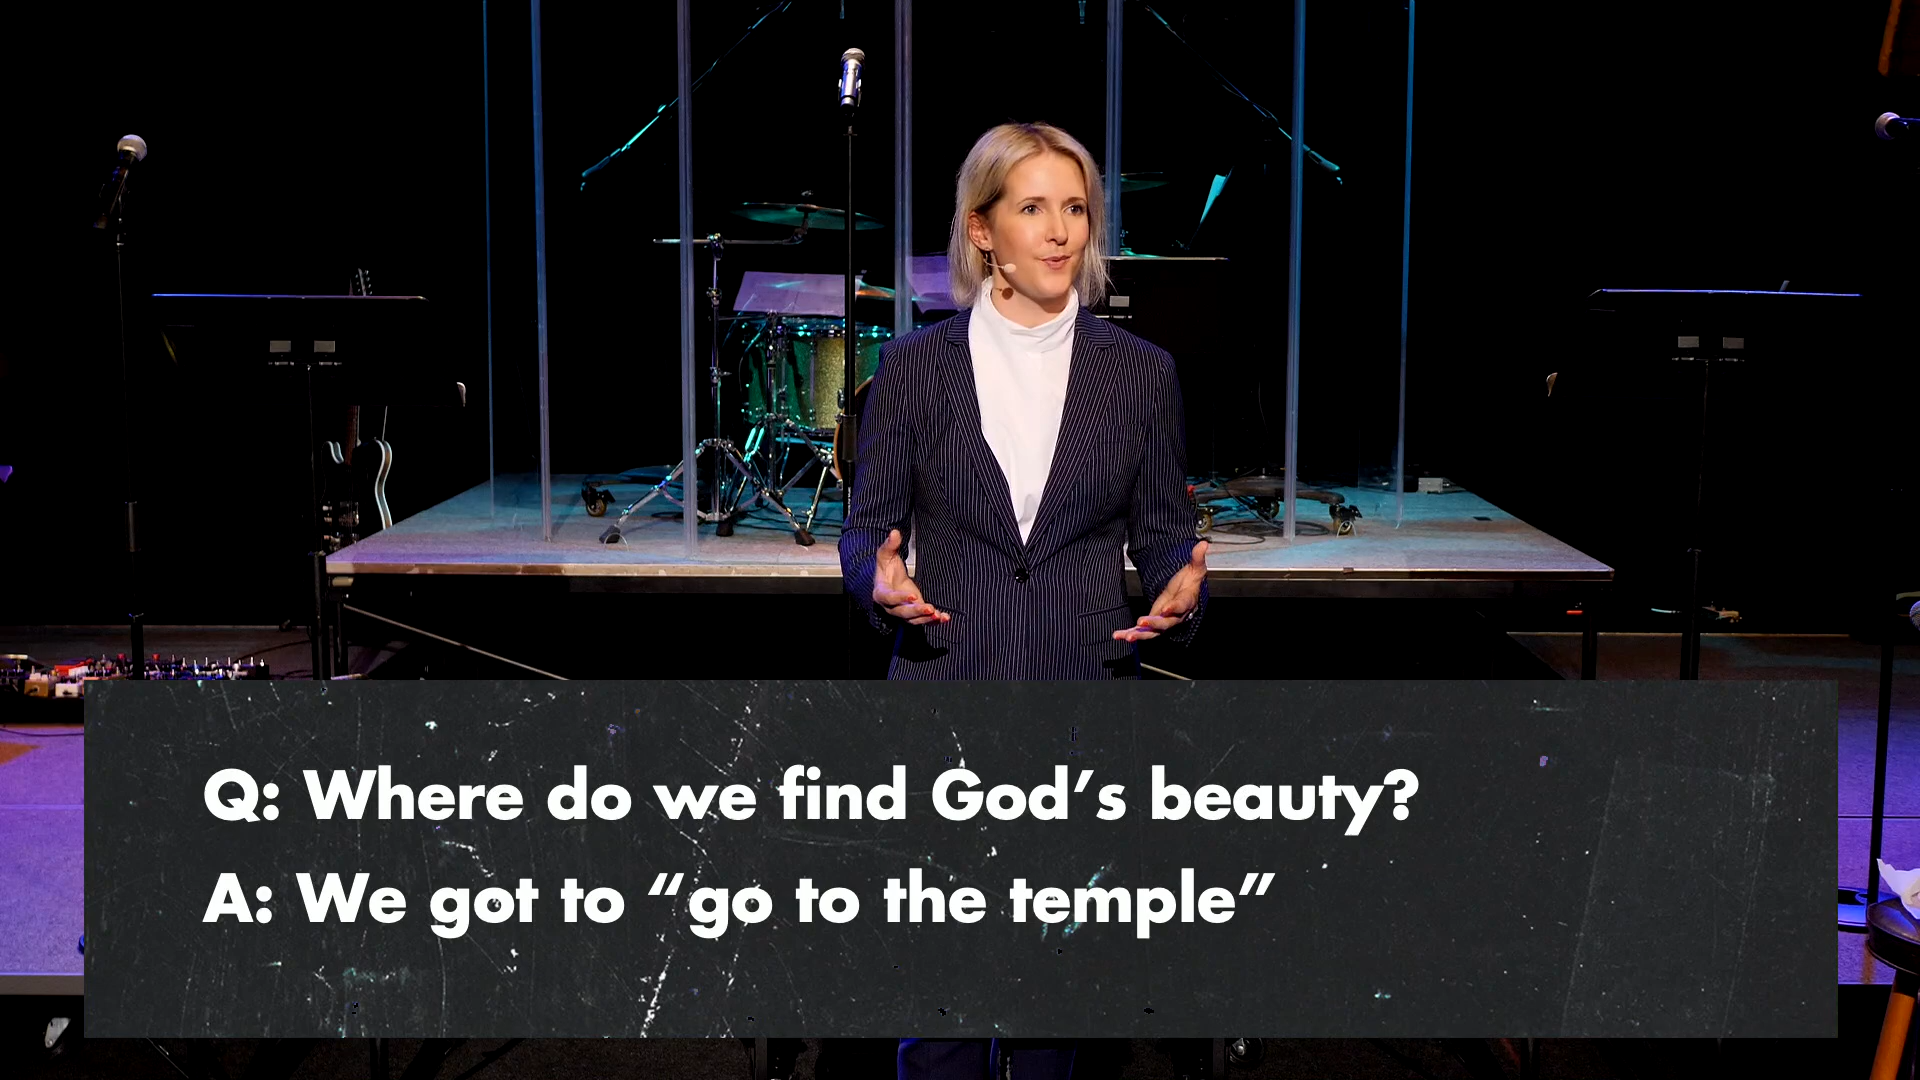 Q: Where do we find God’s beauty?
A: We got to “go to the temple”